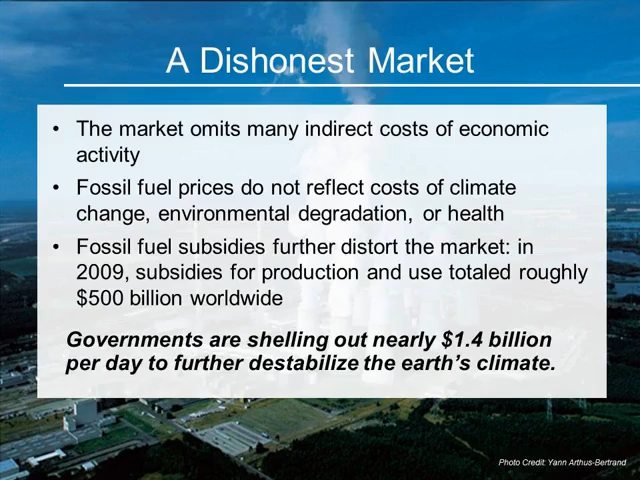 A Dishonest Market
• The market omits many indirect costs of economic
activity
• Fossil fuel prices do not reflect costs of climate
change, environmental degradation, or health
• Fossil fuel subsidies further distort the market: in
2009, subsidies for production and use totaled roughly
$500 billion worldwide
Governments are shelling out nearly $1.4 billion
per day to further destabilize the earth's climate.
Photo Credit: Yann Arthus-Bertrand